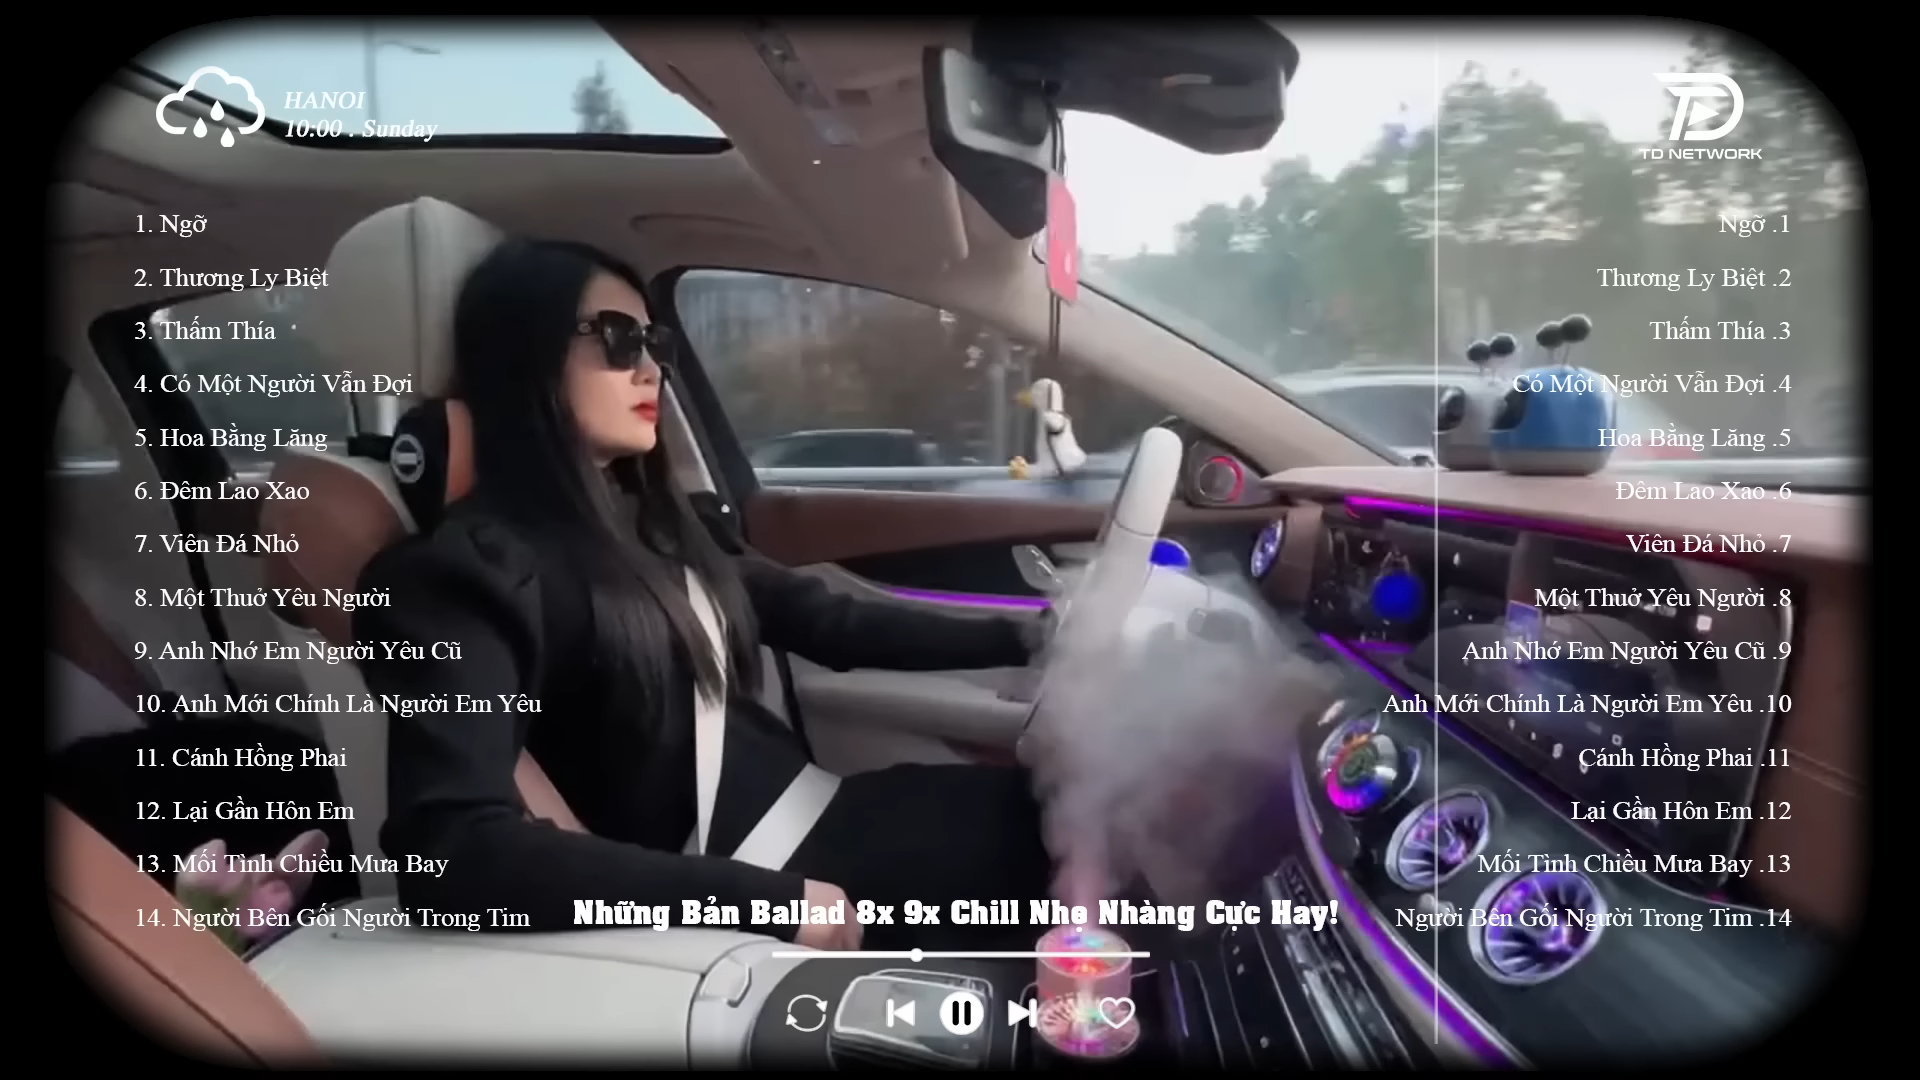 HANOI
10:00 . Sunday
TD NETWORK
1. Ngỡ
2. Thương Ly Biệt
3. Thấm Thía
4. Có Một Người Vẫn Đợi
5. Hoa Bằng Lăng
6. Đêm Lao Xao
7. Viên Đá Nhỏ
8. Một Thuở Yêu Người
9. Anh Nhớ Em Người Yêu Cũ
10. Anh Mới Chính Là Người Em Yêu
11. Cánh Hồng Phai
12. Lại Gần Hôn Em
13. Mối Tình Chiều Mưa Bay
14. Người Bên Gối Người Trong Tim
Ngỡ .1
Thương Ly Biệt .2
Thấm Thía .3
Có Một Người Vẫn Đợi .4
Hoa Bằng Lăng .5
Đêm Lao Xao .6
Viên Đá Nhỏ .7
Một Thuở Yêu Người .8
Anh Nhớ Em Người Yêu Cũ .9
Anh Mới Chính Là Người Em Yêu .10
Cánh Hồng Phai .11
Lại Gần Hôn Em .12
Mối Tình Chiều Mưa Bay .13
Người Bên Gối Người Trong Tim .14
Những Bản Ballad 8x 9x Chill Nhẹ Nhàng Cực Hay!